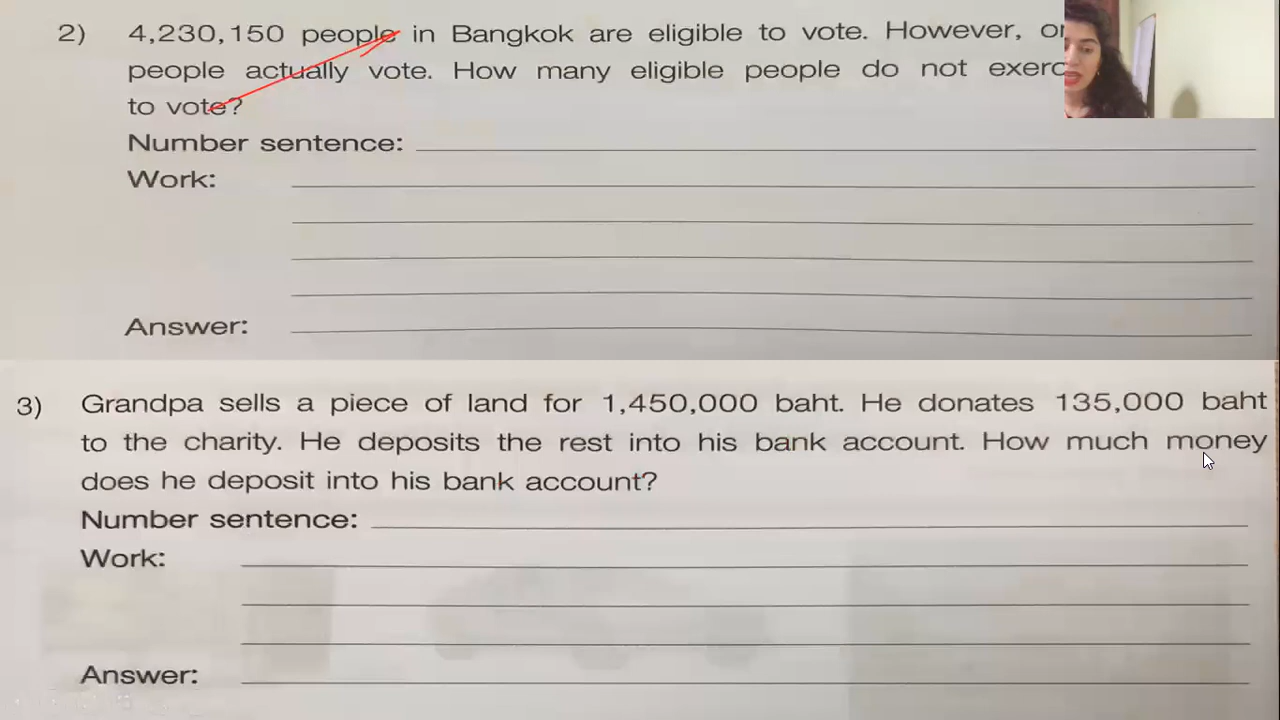 2) 4,230,150 people in Bangkok are eligible to vote. However,
people actually vote. How many eligible people do not
to vote?
Number sentence:
Work:
Answer:
3) Grandpa sells a piece of land for 1,450,000 baht. He donates 135,000 baht
to the charity. He deposits the rest into his bank account. How much money
does he deposit into his bank account?
Number sentence:
Work:
Answer: